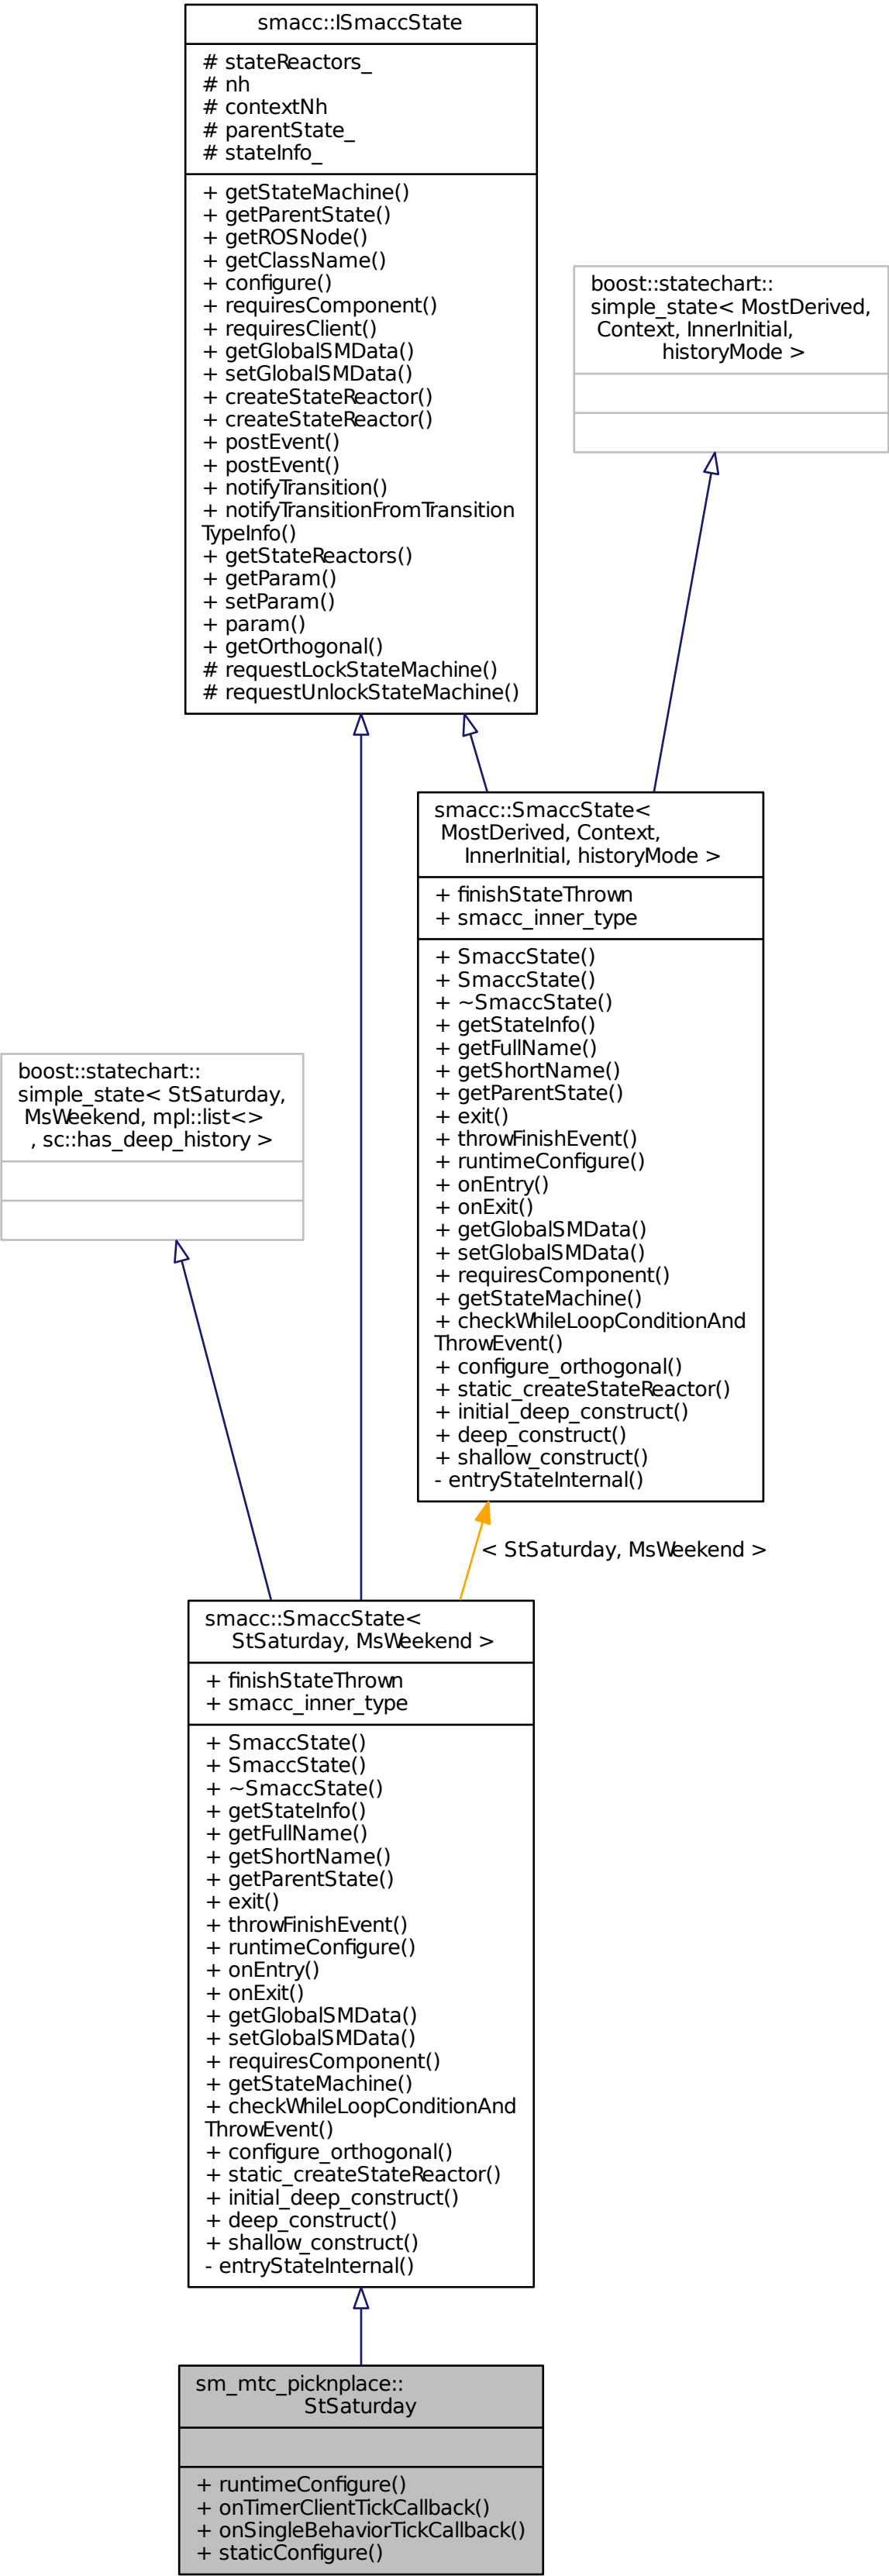 smacc::ISmaccState
# stateReactors_
# nh
# contextNh
# parentState_
# stateInfo_
+ getStateMachine()
+ getParentState()
+ getROSNode()
+ getClassName()
+ configure()
+ requiresComponent()
+ requiresClient()
+ getGlobalSMData()
+ setGlobalSMData()
+ createStateReactor()
+ createStateReactor()
+ postEvent()
+ postEvent()
+ notifyTransition()
+ notifyTransitionFromTransition
TypeInfo()
+ getStateReactors()
+ getParam()
+ setParam()
+ param()
+ getOrthogonal()
# requestLockStateMachine()
# requestUnlockStateMachine()
boost::statechart::
simple_state< MostDerived,
Context, InnerInitial,
historyMode >
smacc::SmaccState<
MostDerived, Context,
InnerInitial, historyMode >
+ finishStateThrown
+ smacc_inner_type
+ SmaccState()
+ SmaccState()
+ ~SmaccState()
+ getStateInfo()
+ getFullName()
+ getShortName()
+ getParentState()
+ exit()
+ throwFinishEvent()
+ runtimeConfigure()
+ onEntry()
+ onExit()
+ getGlobalSMData()
+ setGlobalSMData()
+ requiresComponent()
+ getStateMachine()
+ checkWhileLoopConditionAnd
ThrowEvent()
+ configure_orthogonal()
+ static_createStateReactor()
+ initial_deep_construct()
+ deep_construct()
+ shallow_construct()
- entryStateInternal()
boost::statechart::
simple_state< StSaturday,
MsWeekend, mpl::list<>
, sc::has_deep_history >
< StSaturday, MsWeekend >
smacc::SmaccState<
StSaturday, MsWeekend >
+ finishStateThrown
+ smacc_inner_type
+ SmaccState()
+ SmaccState()
+ ~SmaccState()
+ getStateInfo()
+ getFullName()
+ getShortName()
+ getParentState()
+ exit()
+ throwFinishEvent()
+ runtimeConfigure()
+ onEntry()
+ onExit()
+ getGlobalSMData()
+ setGlobalSMData()
+ requiresComponent()
+ getStateMachine()
+ checkWhileLoopConditionAnd
ThrowEvent()
+ configure_orthogonal()
+ static_createStateReactor()
+ initial_deep_construct()
+ deep_construct()
+ shallow_construct()
- entryStateInternal()
sm_mtc_picknplace::
StSaturday
+ runtimeConfigure()
+ onTimerClientTickCallback()
+ onSingleBehaviorTickCallback()
+ staticConfigure()